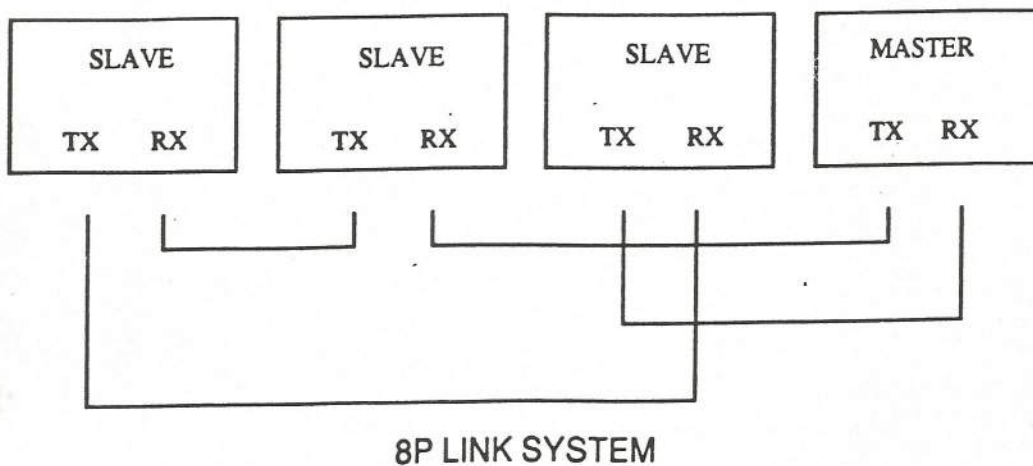 SLAVE SLAVE SLAVE MASTER
TX RX TX RX TX RX TX RX
8P LINK SYSTEM